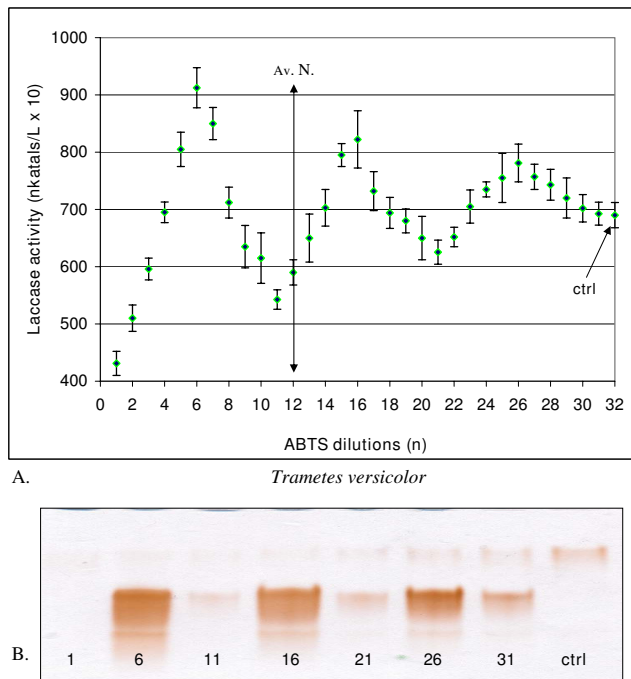 1000
900
800
700
600
500
400
Laccase activity (nkatals/L x 10)
Av. N.
ctrl
0 2 4 6 8 10 12 14 16 18 20 22 24 26 28 30 32
ABTS dilutions (n)
A.
Trametes versicolor
B.
1 6 11 16 21 26 31 ctrl